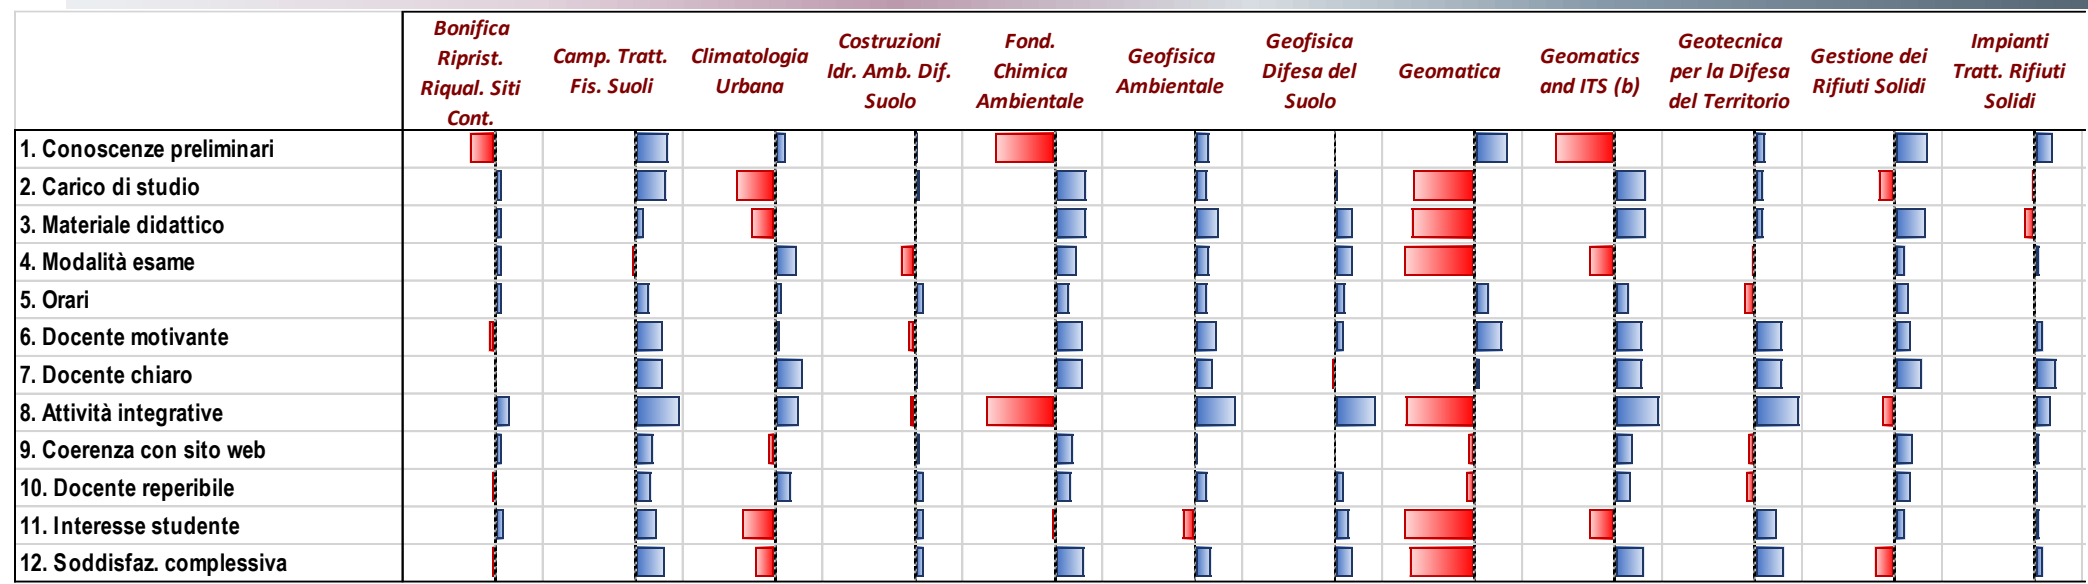 Bonifica
Riprist.
Riqual. Siti
Cont.
Camp. Tratt.
Fis. Suoli
Climatologia
Urbana
Costruzioni
Idr. Amb. Dif.
Suolo
Fond.
Chimica
Ambientale
Geofisica
Ambientale
Geofisica
Difesa del
Suolo
Geomatica
Geomatics
and ITS (b)
Geotecnica
per la Difesa
del Territorio
Gestione dei
Rifiuti Solidi
Impianti
Tratt. Rifiuti
Solidi
1. Conoscenze preliminari
2. Carico di studio
3. Materiale didattico
4. Modalità esame
5. Orari
6. Docente motivante
7. Docente chiaro
8. Attività integrative
9. Coerenza con sito web
10. Docente reperibile
11. Interesse studente
12. Soddisfaz. complessiva